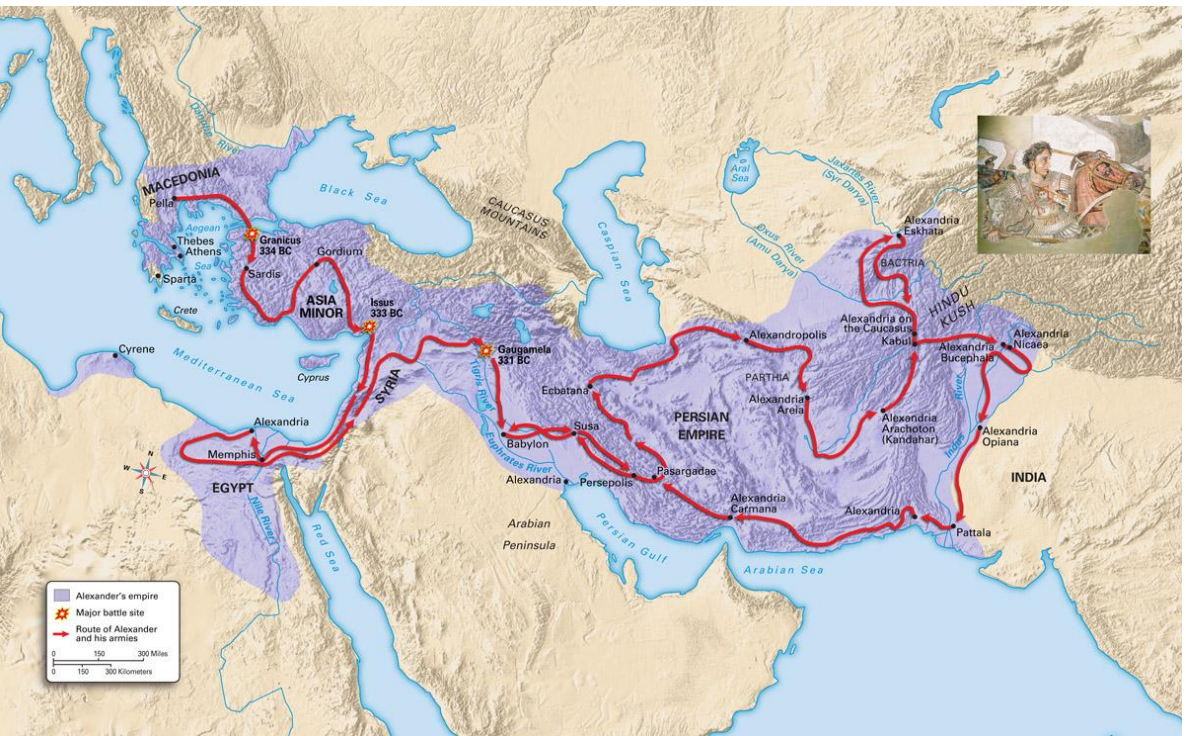 Danube
River
MACEDONIA
Pella
Black Sea
CAUCASUS
MOUNTAINS
Caspian Sea
Aral
Sea
Jaxartes River
(Syr Darya)
Oxus River
(Amu Darya)
Alexandria
Eskhata
BACTRIA
HINDU
KUSH
Aegean
Sea
Thebes
Athens
Sparta
Crete
Granicus
334 BC
Sardis
Gordium
ASIA
MINOR
Issus
333 BC
Cyrene
Mediterranean Sea
Cyprus
SYRIA
Gaugamela
331 BC
Tigris River
Ecbatana
Alexandropolis
PARTHIA
Alexandria
Areia
Alexandria on
the Caucasus
Kabul
Alexandria
Bucephala
Alexandria
Nicaea
PERSIAN
EMPIRE
Alexandria
Arachoton
(Kandahar)
Indus
River
Alexandria
Opiana
INDIA
Alexandria
Memphis
EGYPT
Nile River
Red Sea
Babylon
Susa
Euphrates River
Alexandria
Persepolis
Pasargadae
Alexandria
Carmana
Alexandria
Pattala
Arabian
Peninsula
Persian Gulf
Arabian Sea
N
W
E
S
Alexander's empire
Major battle site
Route of Alexander
and his armies
0 150 300 Miles
0 150 300 Kilometers